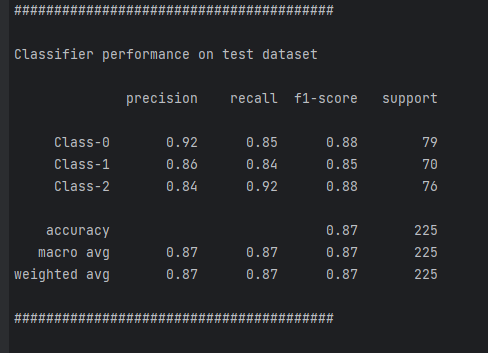 ########################################
Classifier performance on test dataset
precision recall f1-score support
Class-0 0.92 0.85 0.88 79
Class-1 0.86 0.84 0.85 70
Class-2 0.84 0.92 0.88 76
accuracy 0.87 225
macro avg 0.87 0.87 0.87 225
weighted avg 0.87 0.87 0.87 225
########################################